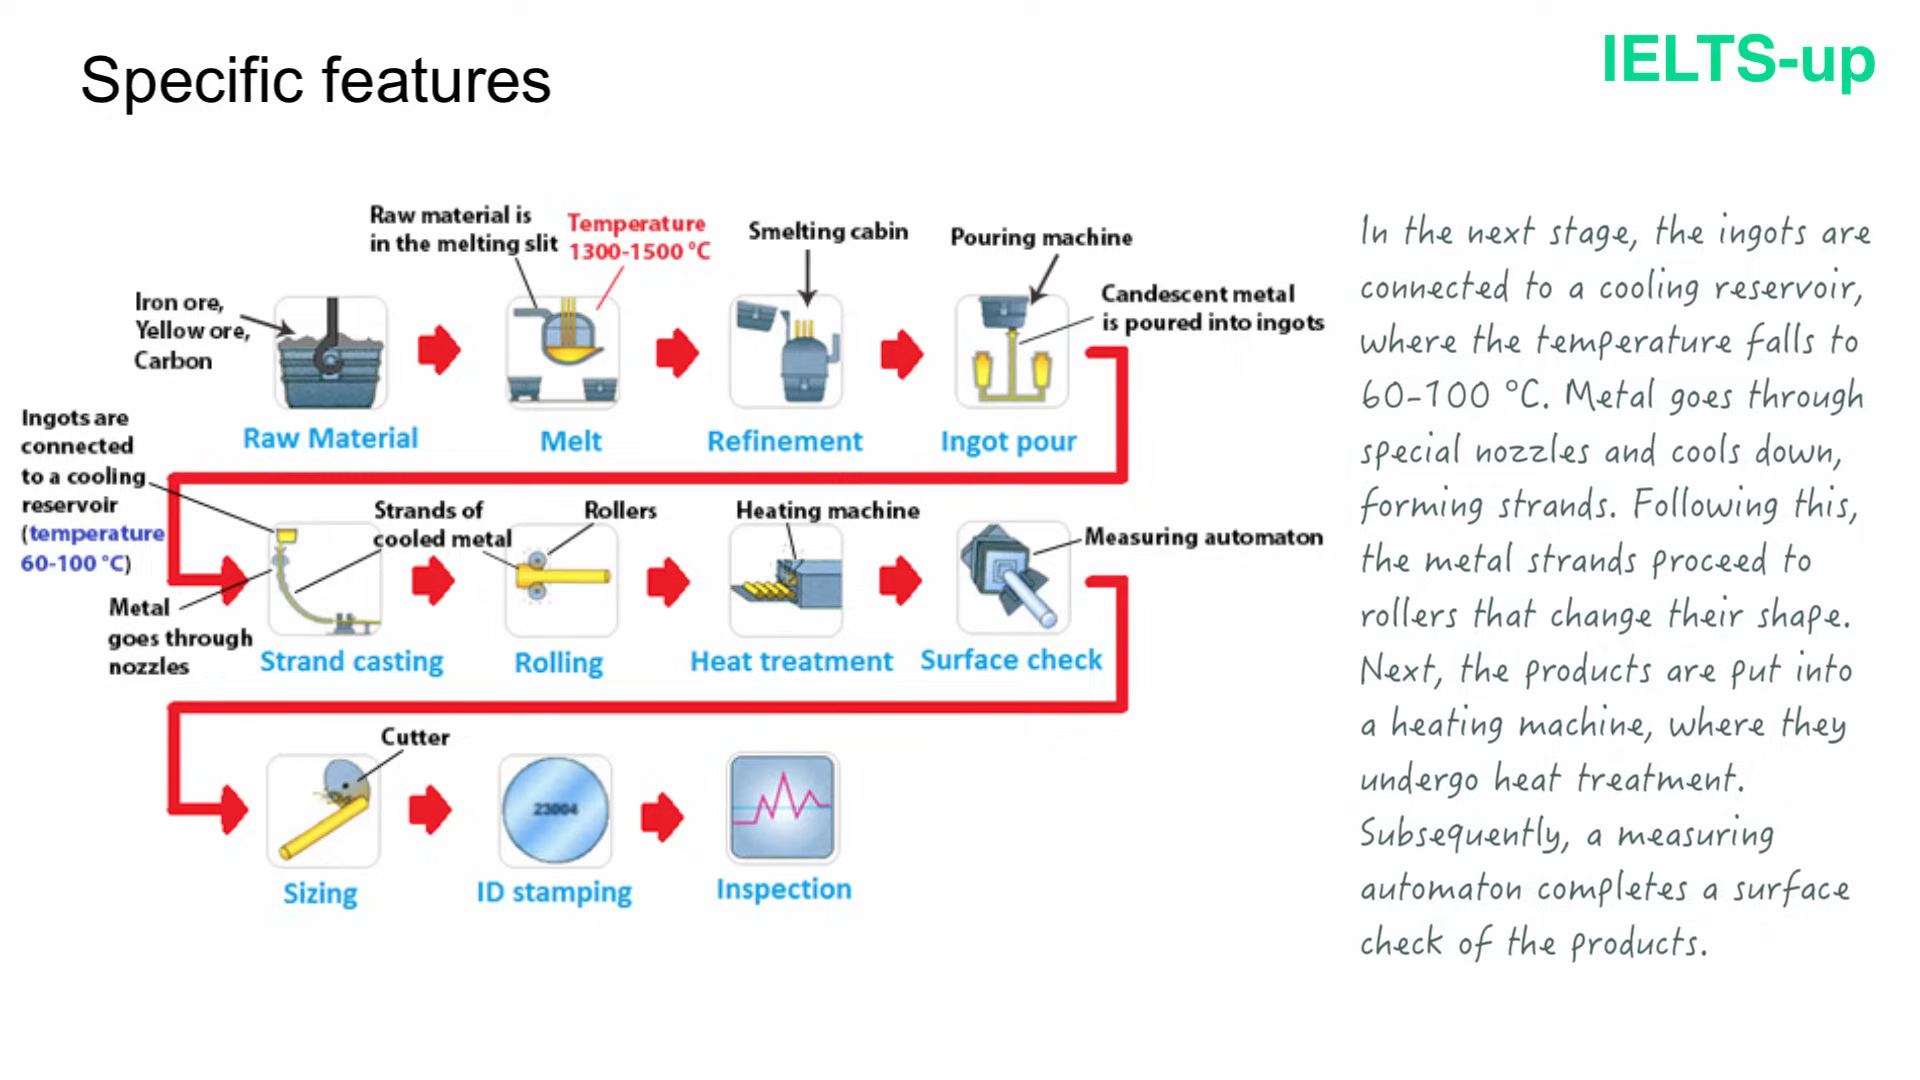 Specific features
IELTS-up
Raw material is
in the melting slit
Temperature
1300-1500 °C
Smelting cabin
Pouring machine
Iron ore,
Yellow ore,
Carbon
Candescent metal
is poured into ingots
Raw Material
Melt
Refinement
Ingot pour
Ingots are
connected
to a cooling
reservoir
(temperature
60-100 °C)
Strands of
cooled metal
Rollers
Heating machine
Measuring automaton
Metal
goes through
nozzles
Strand casting
Rolling
Heat treatment
Surface check
Cutter
23004
Sizing
ID stamping
Inspection
In the next stage, the ingots are
connected to a cooling reservoir,
where the temperature falls to
60-100 °C. Metal goes through
special nozzles and cools down,
forming strands. Following this,
the metal strands proceed to
rollers that change their shape.
Next, the products are put into
a heating machine, where they
undergo heat treatment.
Subsequently, a measuring
automaton completes a surface
check of the products.